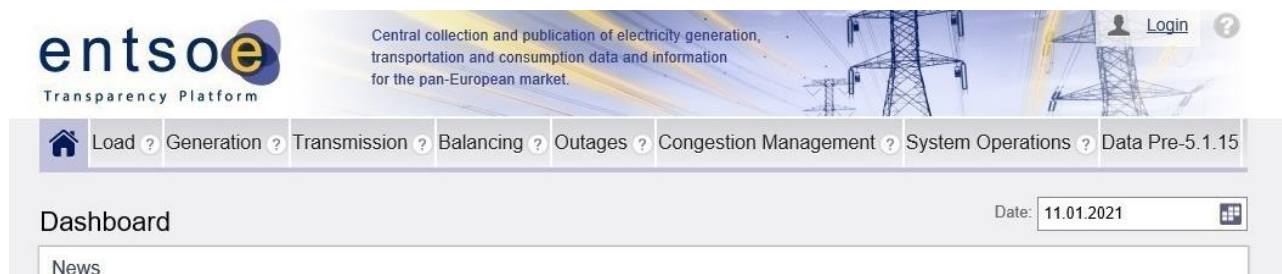 entsoe
Transparency Platform
Central collection and publication of electricity generation,
transportation and consumption data and information
for the pan-European market.
Login ?
Load ? Generation ? Transmission ? Balancing ? Outages ? Congestion Management ? System Operations ? Data Pre-5.1.15
Dashboard
Date: 11.01.2021
News